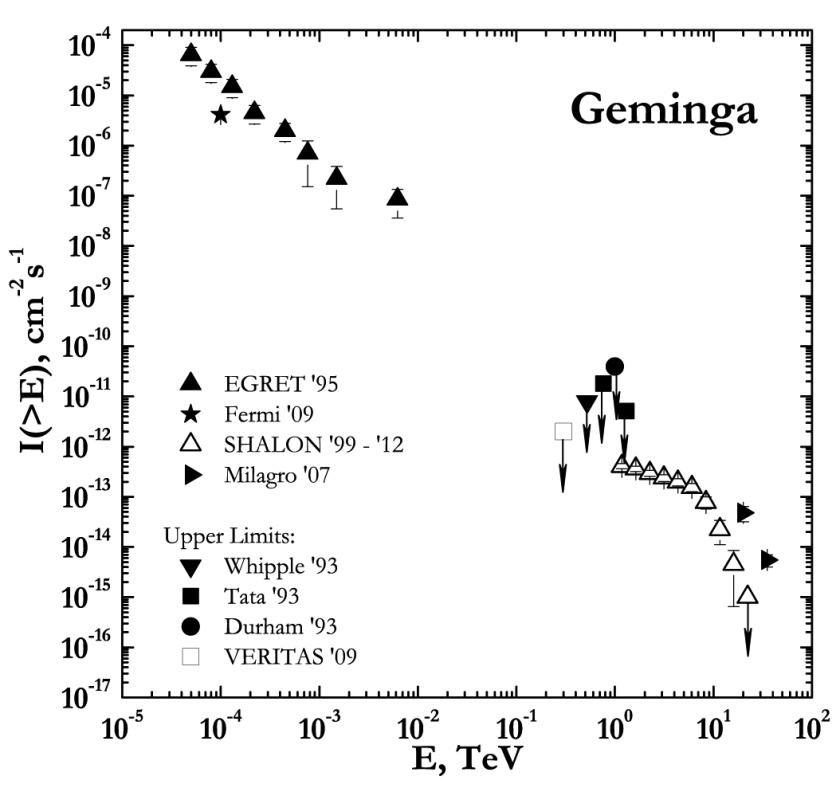 Geminga
I(>E), cm⁻² s⁻¹
10⁻⁴
10⁻⁵
10⁻⁶
10⁻⁷
10⁻⁸
10⁻⁹
10⁻¹⁰
10⁻¹¹
10⁻¹²
10⁻¹³
10⁻¹⁴
10⁻¹⁵
10⁻¹⁶
10⁻¹⁷
EGRET '95
Fermi '09
SHALON '99 - '12
Milagro '07
Upper Limits:
Whipple '93
Tata '93
Durham '93
VERITAS '09
10⁻⁵ 10⁻⁴ 10⁻³ 10⁻² 10⁻¹ 10⁰ 10¹ 10²
E, TeV